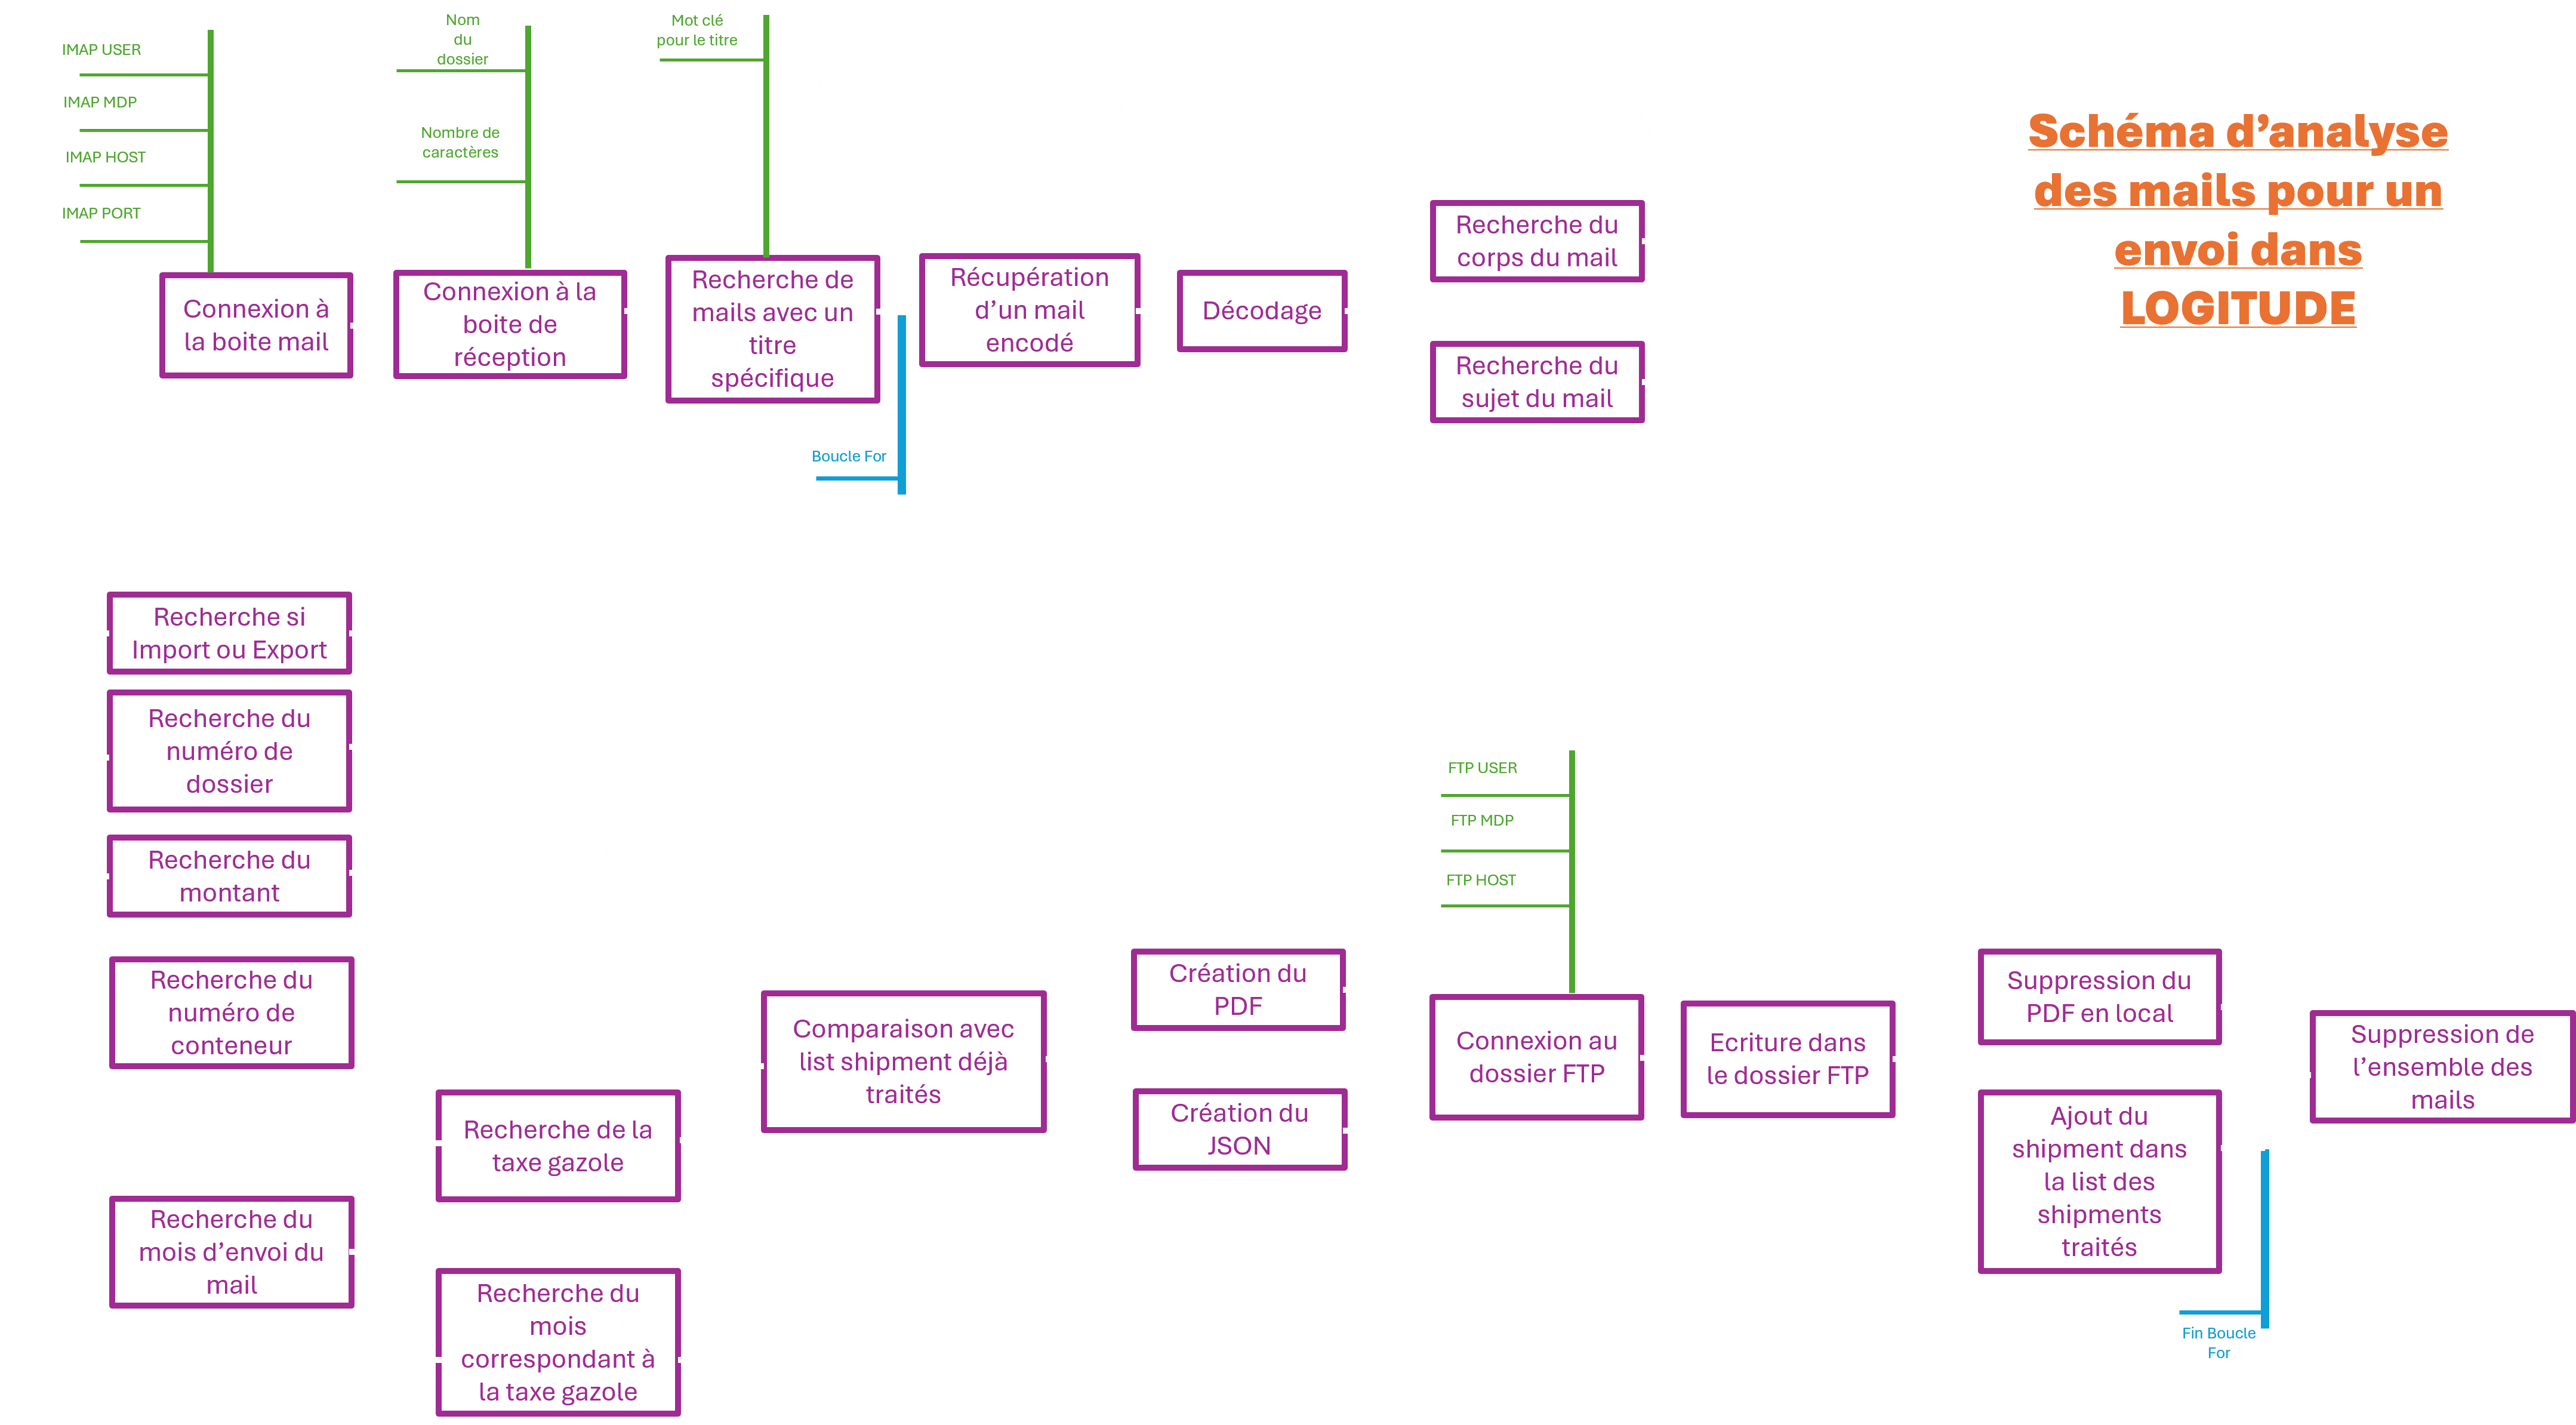 IMAP USER
IMAP MDP
IMAP HOST
IMAP PORT
Connexion à
la boite mail
Nom
du
dossier
Nombre de
caractères
Connexion à la
boite de
réception
Mot clé
pour le titre
Recherche de
mails avec un
titre
spécifique
Boucle For
Récupération
d’un mail
encodé
Décodage
Recherche du
corps du mail
Recherche du
sujet du mail
Schéma d’analyse
des mails pour un
envoi dans
LOGITUDE
Recherche si
Import ou Export
Recherche du
numéro de
dossier
Recherche du
montant
Recherche du
numéro de
conteneur
Recherche du
mois d’envoi du
mail
Recherche de la
taxe gazole
Recherche du
mois
correspondant à
la taxe gazole
Comparaison avec
list shipment déjà
traités
Création du
PDF
Création du
JSON
FTP USER
FTP MDP
FTP HOST
Connexion au
dossier FTP
Ecriture dans
le dossier FTP
Suppression du
PDF en local
Ajout du
shipment dans
la list des
shipments
traités
Fin Boucle
For
Suppression de
l’ensemble des
mails